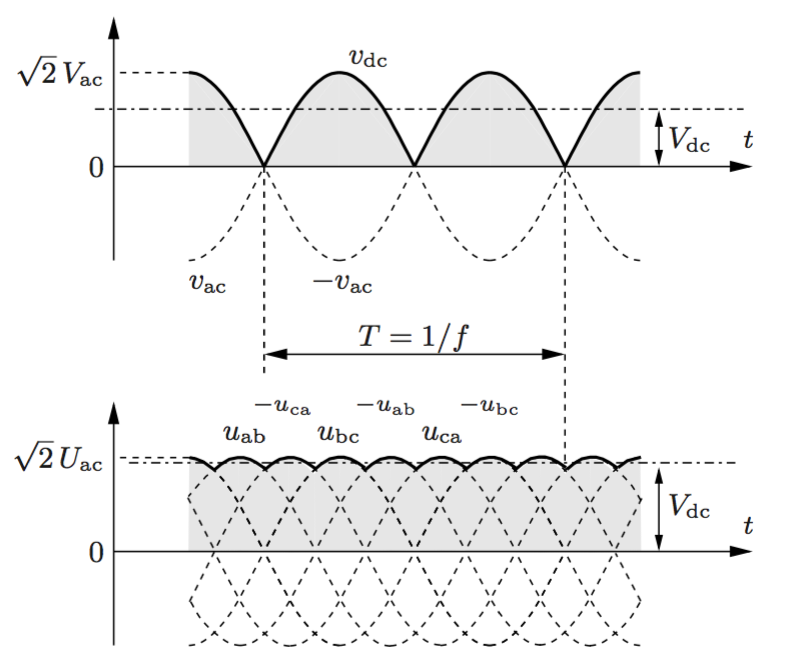 v_dc
√2 V_ac
V_dc
t
0
v_ac
−v_ac
T = 1/f
−u_ca
−u_ab
−u_bc
u_ab
u_bc
u_ca
√2 U_ac
V_dc
t
0